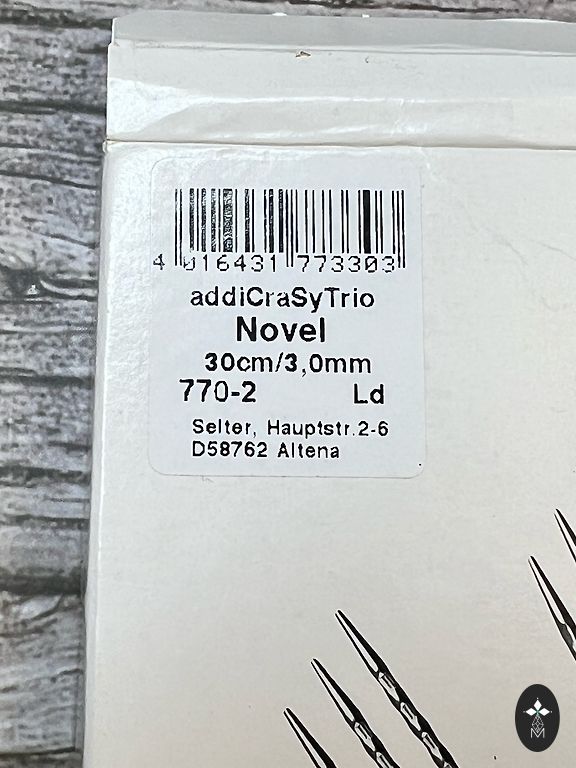 4 016431 773303
addiCraSyTrio
Novel
30cm/3,0mm
770-2 Ld
Selter, Hauptstr.2-6
D58762 Altena
M